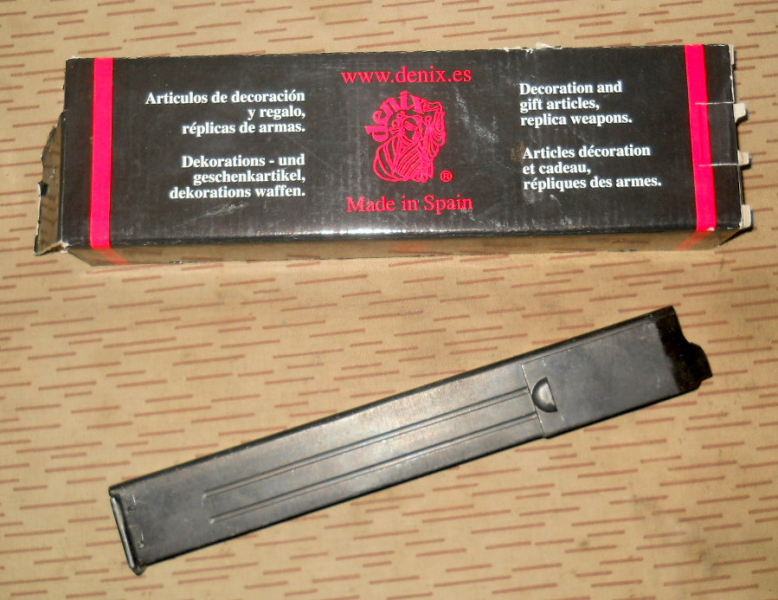 www.denix.es
Articulos de decoración
y regalo,
réplicas de armas.
Dekorations - und
geschenkartikel,
dekorations waffen.
denix
®
Made in Spain
Decoration and
gift articles,
replica weapons.
Articles décoration
et cadeau,
répliques des armes.